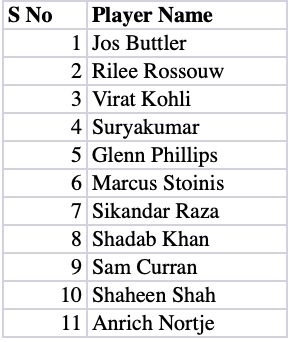 S No Player Name
1 Jos Buttler
2 Rilee Rossouw
3 Virat Kohli
4 Suryakumar
5 Glenn Phillips
6 Marcus Stoinis
7 Sikandar Raza
8 Shadab Khan
9 Sam Curran
10 Shaheen Shah
11 Anrich Nortje